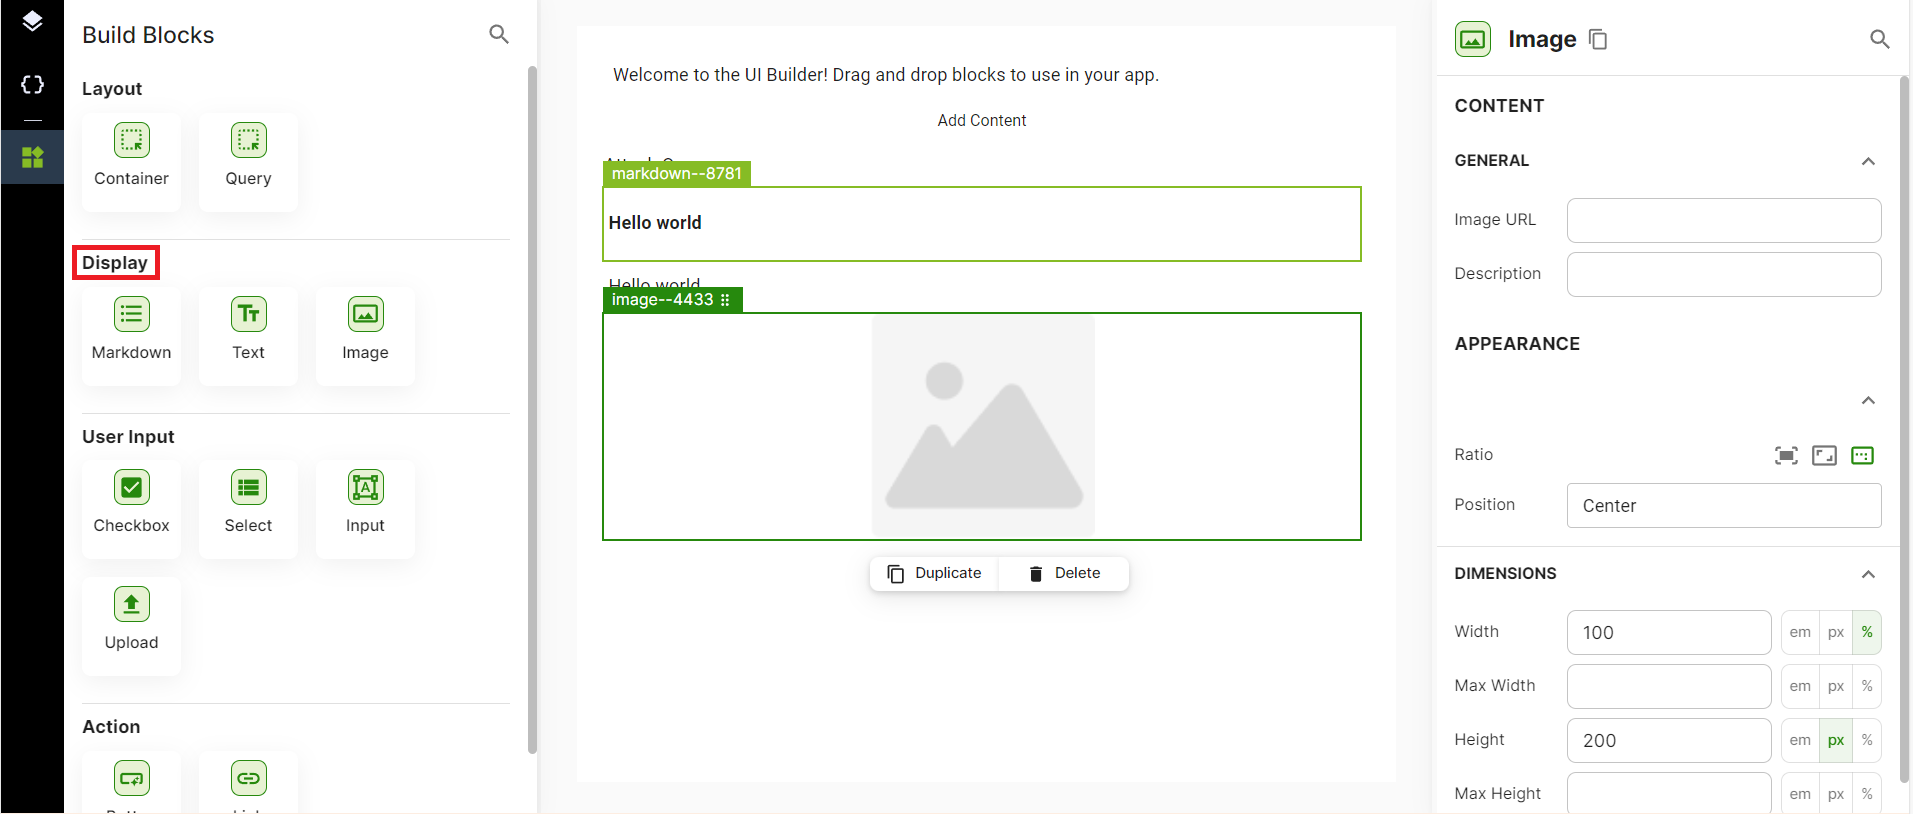 Build Blocks
Layout
Container
Query
Display
Markdown
Text
Image
User Input
Checkbox
Select
Input
Upload
Action
Welcome to the UI Builder! Drag and drop blocks to use in your app.
Add Content
markdown--8781
Hello world
Hello world
image--4433
Duplicate
Delete
Image
CONTENT
GENERAL
Image URL
Description
APPEARANCE
Ratio
Position
Center
DIMENSIONS
Width
100
em px %
Max Width
em px %
Height
200
em px %
Max Height
em px %